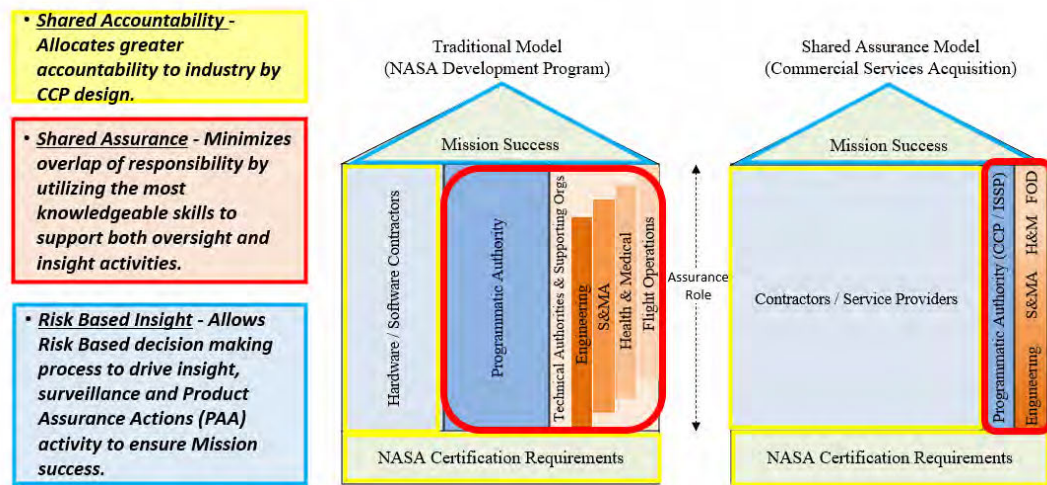 • Shared Accountability -
Allocates greater
accountability to industry by
CCP design.
• Shared Assurance - Minimizes
overlap of responsibility by
utilizing the most
knowledgeable skills to
support both oversight and
insight activities.
• Risk Based Insight - Allows
Risk Based decision making
process to drive insight,
surveillance and Product
Assurance Actions (PAA)
activity to ensure Mission
success.
Traditional Model
(NASA Development Program)
Mission Success
Hardware / Software Contractors
Programmatic Authority
Technical Authorities & Supporting Orgs
Engineering
S&MA
Health & Medical
Flight Operations
NASA Certification Requirements
Assurance
Role
Shared Assurance Model
(Commercial Services Acquisition)
Mission Success
Contractors / Service Providers
Programmatic Authority (CCP / ISSP)
Engineering S&MA H&M FOD
NASA Certification Requirements